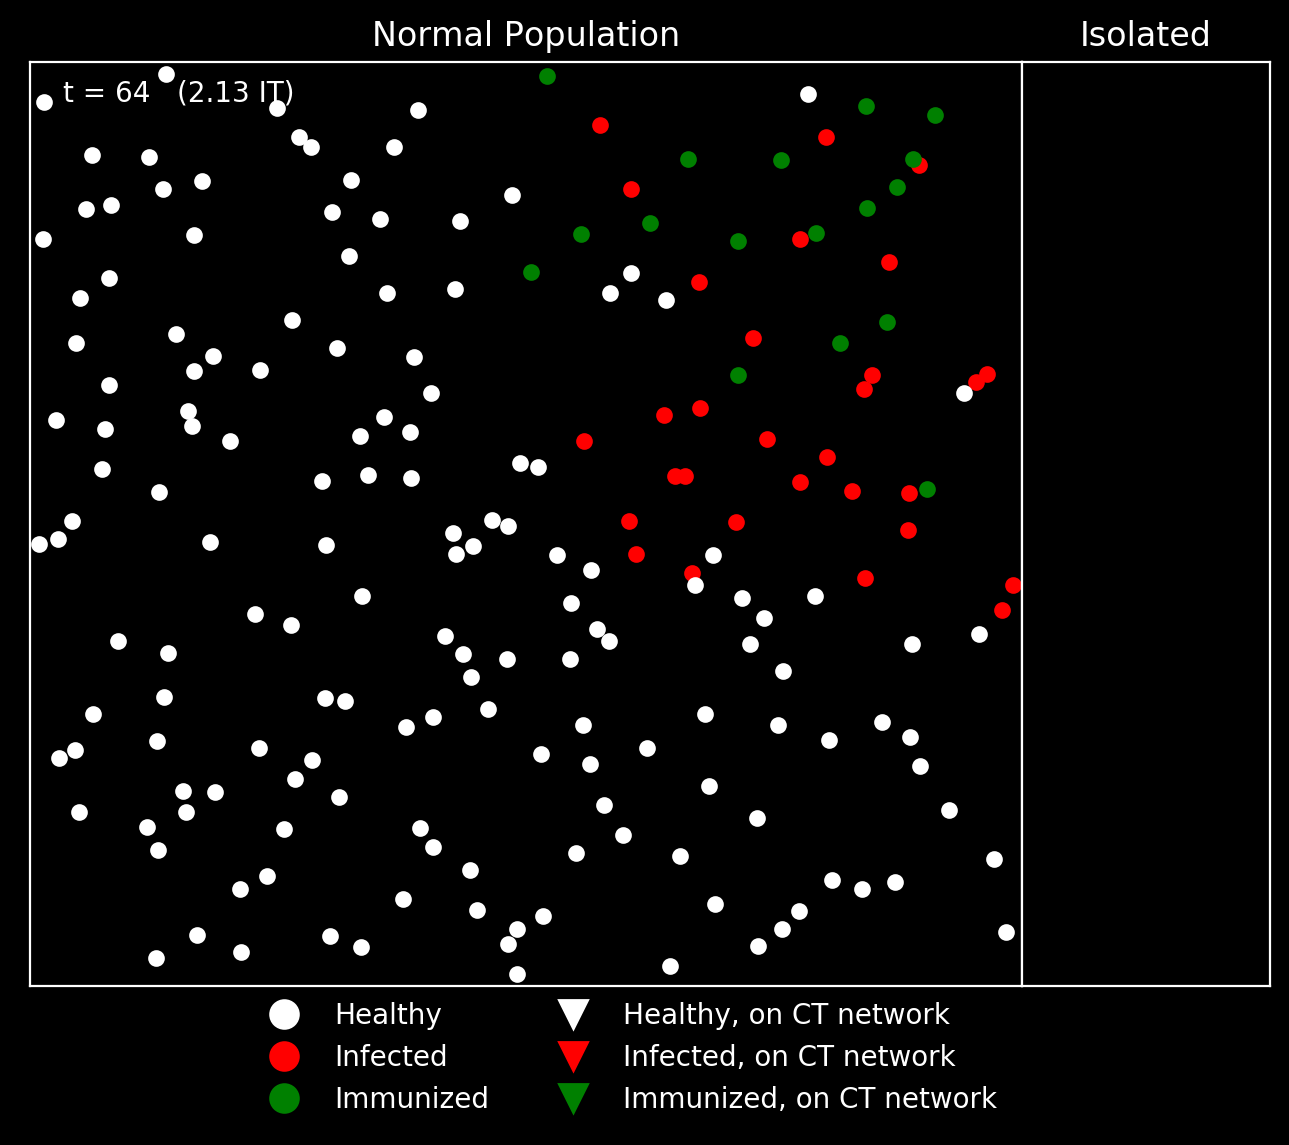 Normal Population
Isolated
t = 64 (2.13 IT)
Healthy
Infected
Immunized
Healthy, on CT network
Infected, on CT network
Immunized, on CT network